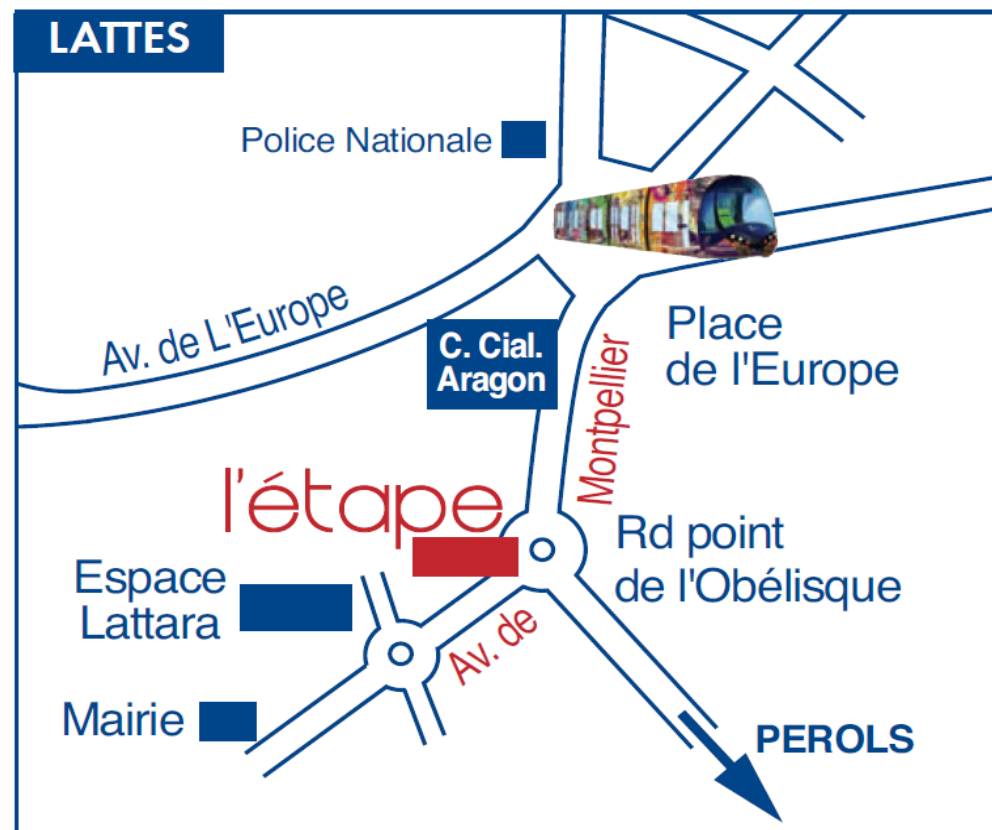 LATTES
Police Nationale
Av. de L'Europe
C. Cial.
Aragon
Place
de l'Europe
Montpellier
l'étape
Rd point
de l'Obélisque
Espace
Lattara
Av. de
Mairie
PEROLS